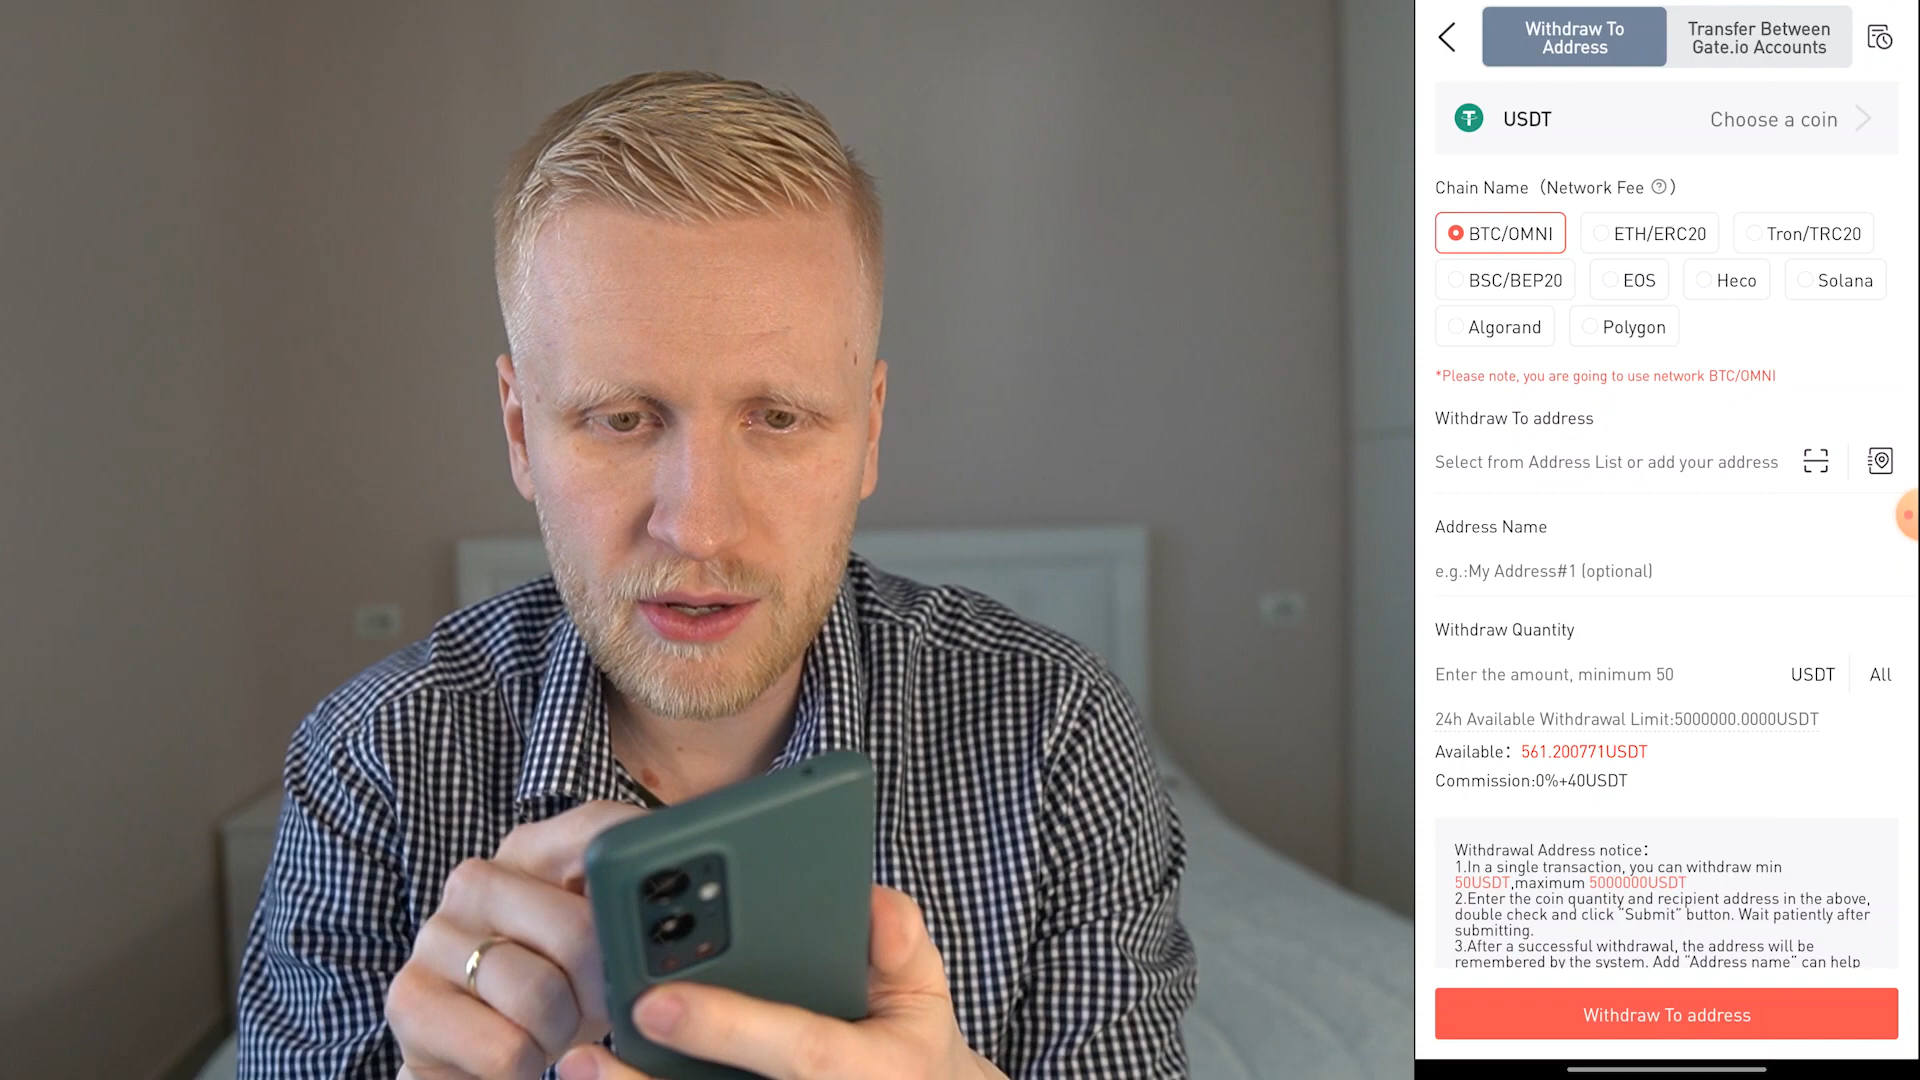 Withdraw To
Address
Transfer Between
Gate.io Accounts
USDT
Choose a coin
Chain Name (Network Fee ?)
BTC/OMNI
ETH/ERC20
Tron/TRC20
BSC/BEP20
EOS
Heco
Solana
Algorand
Polygon
*Please note, you are going to use network BTC/OMNI
Withdraw To address
Select from Address List or add your address
Address Name
e.g.:My Address#1 (optional)
Withdraw Quantity
Enter the amount, minimum 50
USDT
All
24h Available Withdrawal Limit:5000000.0000USDT
Available: 561.200771USDT
Commission:0%+40USDT
Withdrawal Address notice:
1.In a single transaction, you can withdraw min
50USDT,maximum 5000000USDT
2.Enter the coin quantity and recipient address in the above,
double check and click “Submit” button. Wait patiently after
submitting.
3.After a successful withdrawal, the address will be
remembered by the system. Add “Address name” can help
Withdraw To address